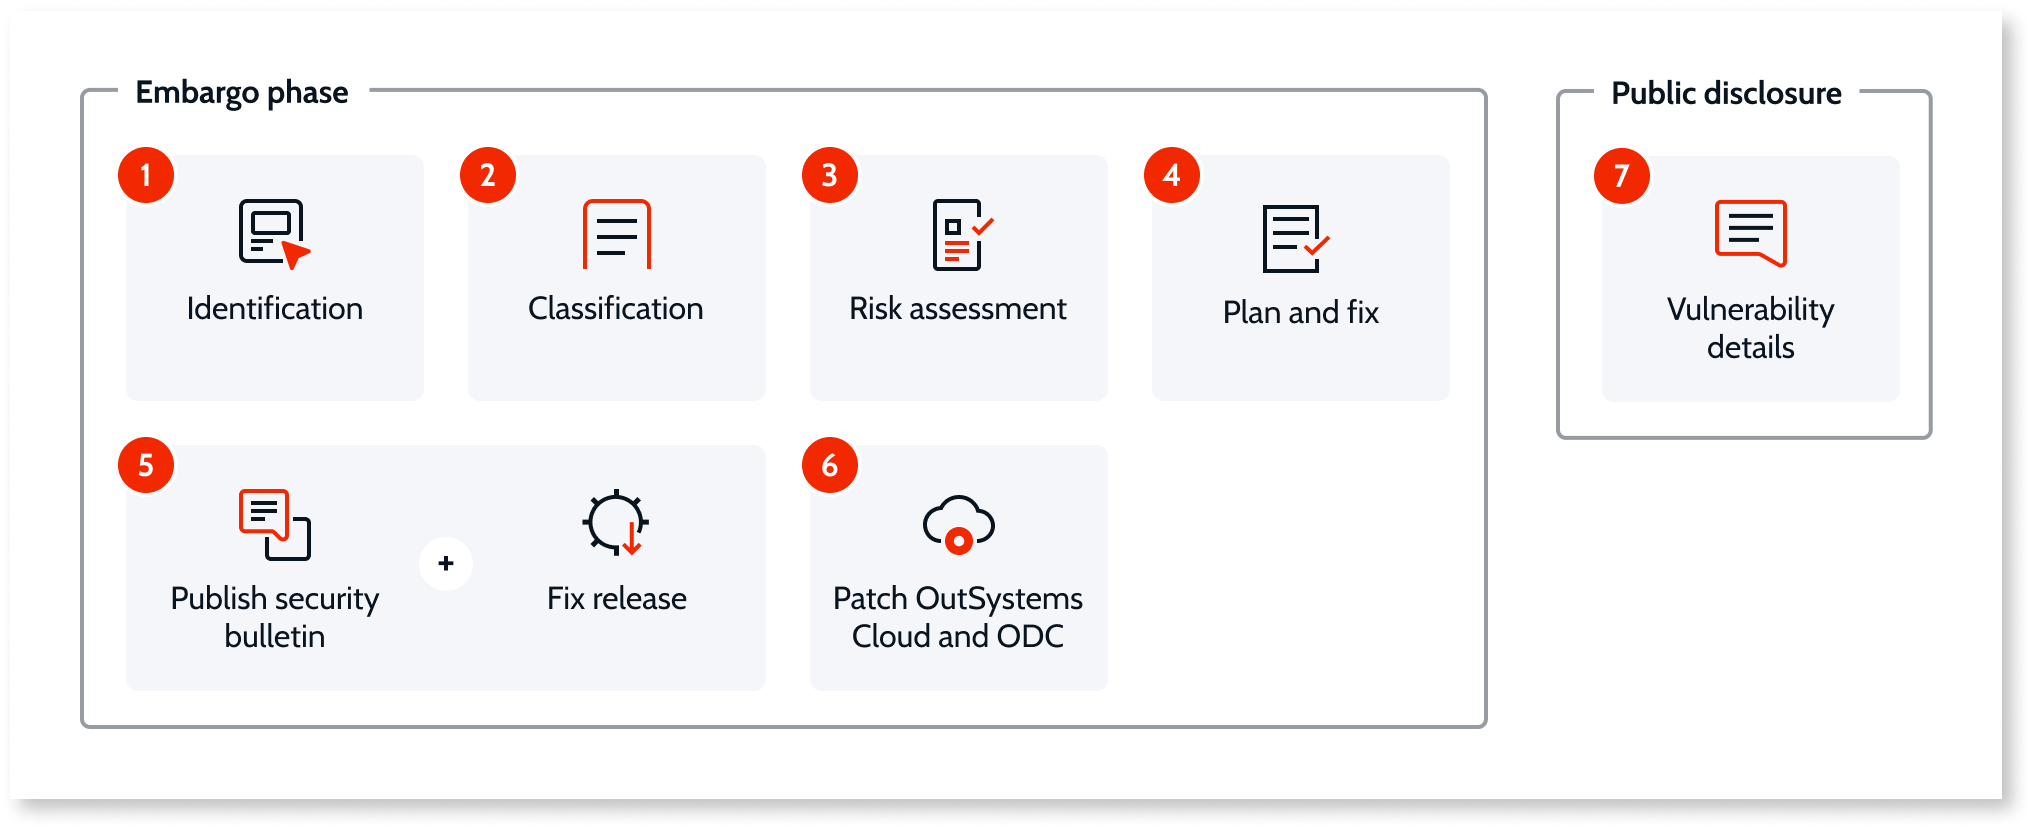 Embargo phase
1
Identification
2
Classification
3
Risk assessment
4
Plan and fix
5
Publish security
bulletin
+
Fix release
6
Patch OutSystems
Cloud and ODC
Public disclosure
7
Vulnerability
details